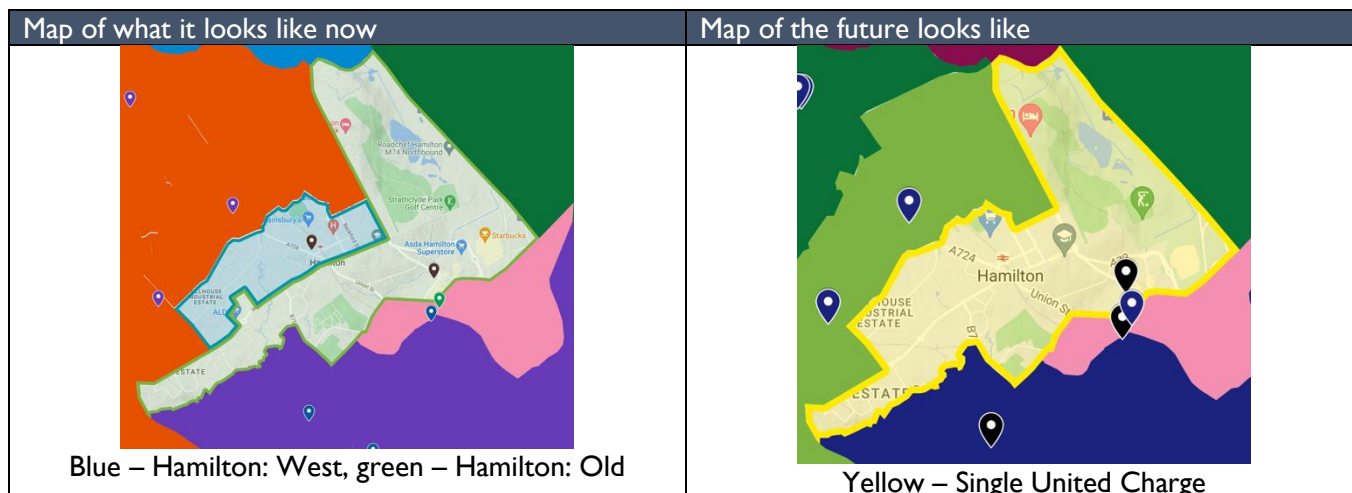 Map of what it looks like now
Map of the future looks like
Roadchef Hamilton
M74 Northbound
Strathclyde Park
Golf Centre
Starbucks
Asda Hamilton
Superstore
A724
Hamilton
Union St
INDUSTRIAL
ESTATE
ESTATE
Blue – Hamilton: West, green – Hamilton: Old
A724
Hamilton
Union St
ESTATE
Yellow – Single United Charge